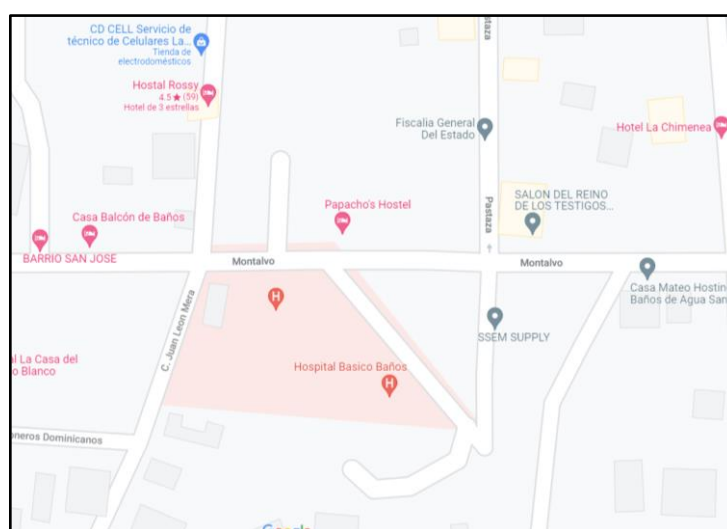 CD CELL Servicio de
técnico de Celulares La...
Tienda de
electrodomésticos
Pastaza
Hostal Rossy
4.5★ (59)
Hotel de 3 estrellas
Fiscalia General
Del Estado
Hotel La Chimenea
SALON DEL REINO
DE LOS TESTIGOS...
Papacho's Hostel
Pastaza
Casa Balcón de Baños
BARRIO SAN JOSE
Montalvo
Montalvo
Casa Mateo Hostin
Baños de Agua San
H
SSEM SUPPLY
C. Juan Leon Mera
al La Casa del
o Blanco
Hospital Basico Baños
H
oneros Dominicanos
Google